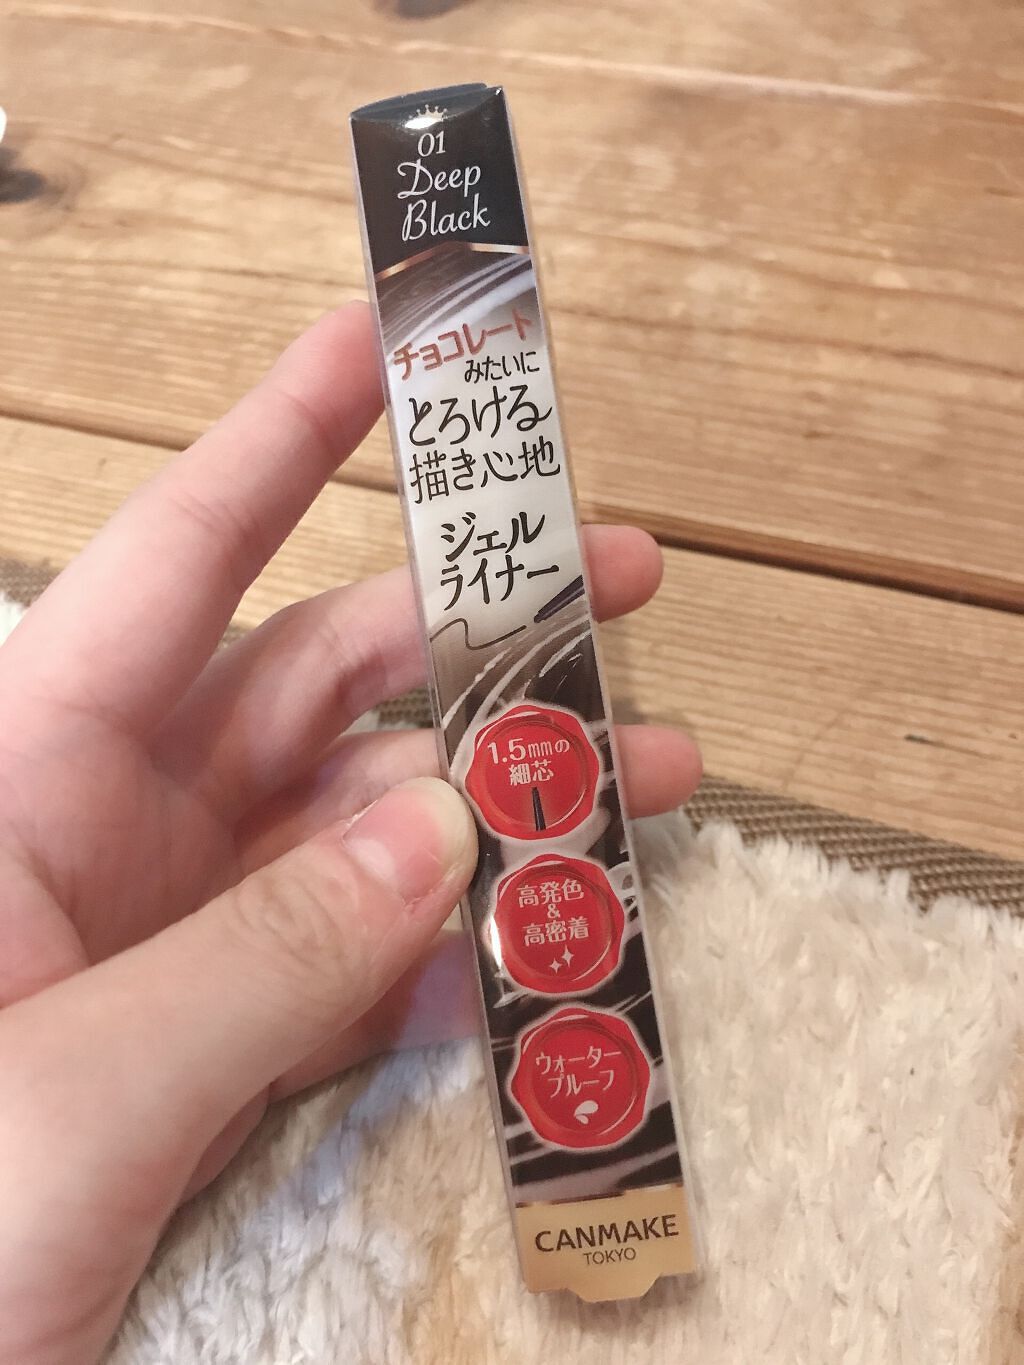 01
Deep
Black
チョコレート
みたいに
とろける
描き心地
ジェル
ライナー
1.5mmの
細芯
高発色
&
高密着
ウォーター
プルーフ
CANMAKE
TOKYO